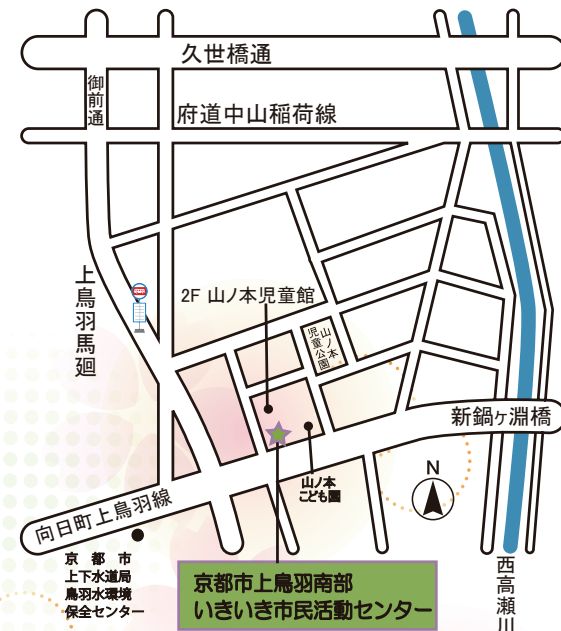 久世橋通
御前通
府道中山稲荷線
上鳥羽馬廻
2F 山ノ本児童館
山ノ本
児童公園
新鍋ヶ淵橋
山ノ本
こども園
N
向日町上鳥羽線
京都市
上下水道局
鳥羽水環境
保全センター
京都市上鳥羽南部
いきいき市民活動センター
西高瀬川